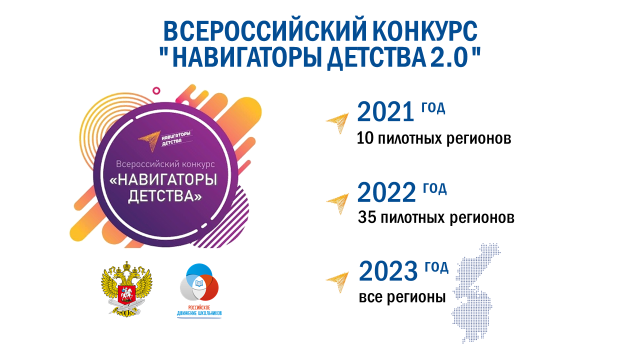 ВСЕРОССИЙСКИЙ КОНКУРС
"НАВИГАТОРЫ ДЕТСТВА 2.0"
НАВИГАТОРЫ
ДЕТСТВА
Всероссийский конкурс
«НАВИГАТОРЫ
ДЕТСТВА»
РОССИЙСКОЕ
ДВИЖЕНИЕ ШКОЛЬНИКОВ
2021 ГОД
10 пилотных регионов
2022 ГОД
35 пилотных регионов
2023 ГОД
все регионы